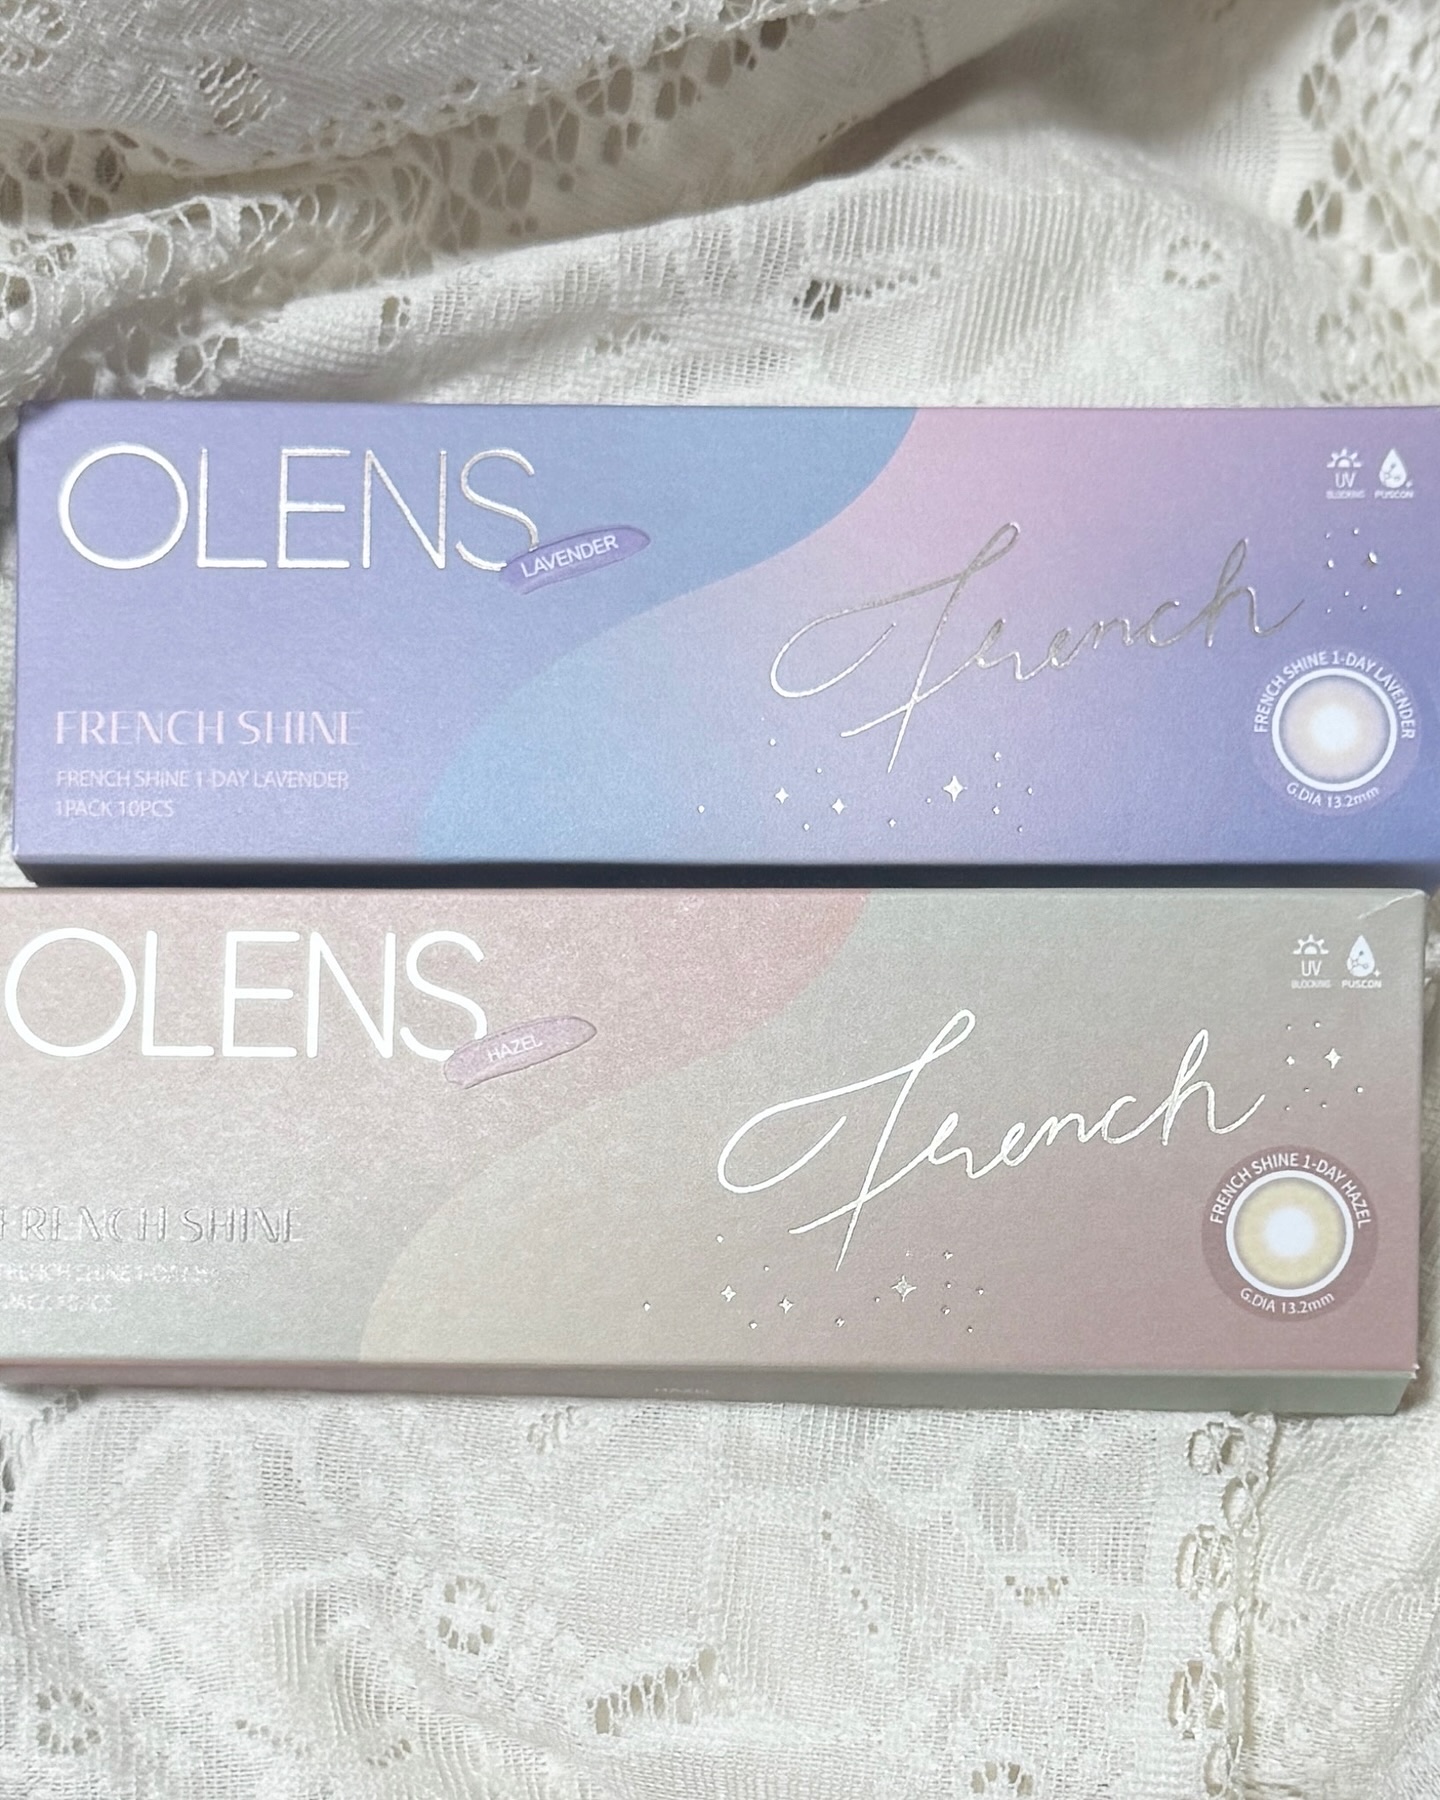 OLENS
LAVENDER
UV
BLOCKING
PUSCON
French
FRENCH SHINE
FRENCH SHINE 1-DAY LAVENDER
1PACK 10PCS
FRENCH SHINE 1-DAY LAVENDER
G.DIA 13.2mm
OLENS
HAZEL
UV
BLOCKING
PUSCON
French
FRENCH SHINE
FRENCH SHINE 1-DAY HAZEL
G.DIA 13.2mm
HAZEL